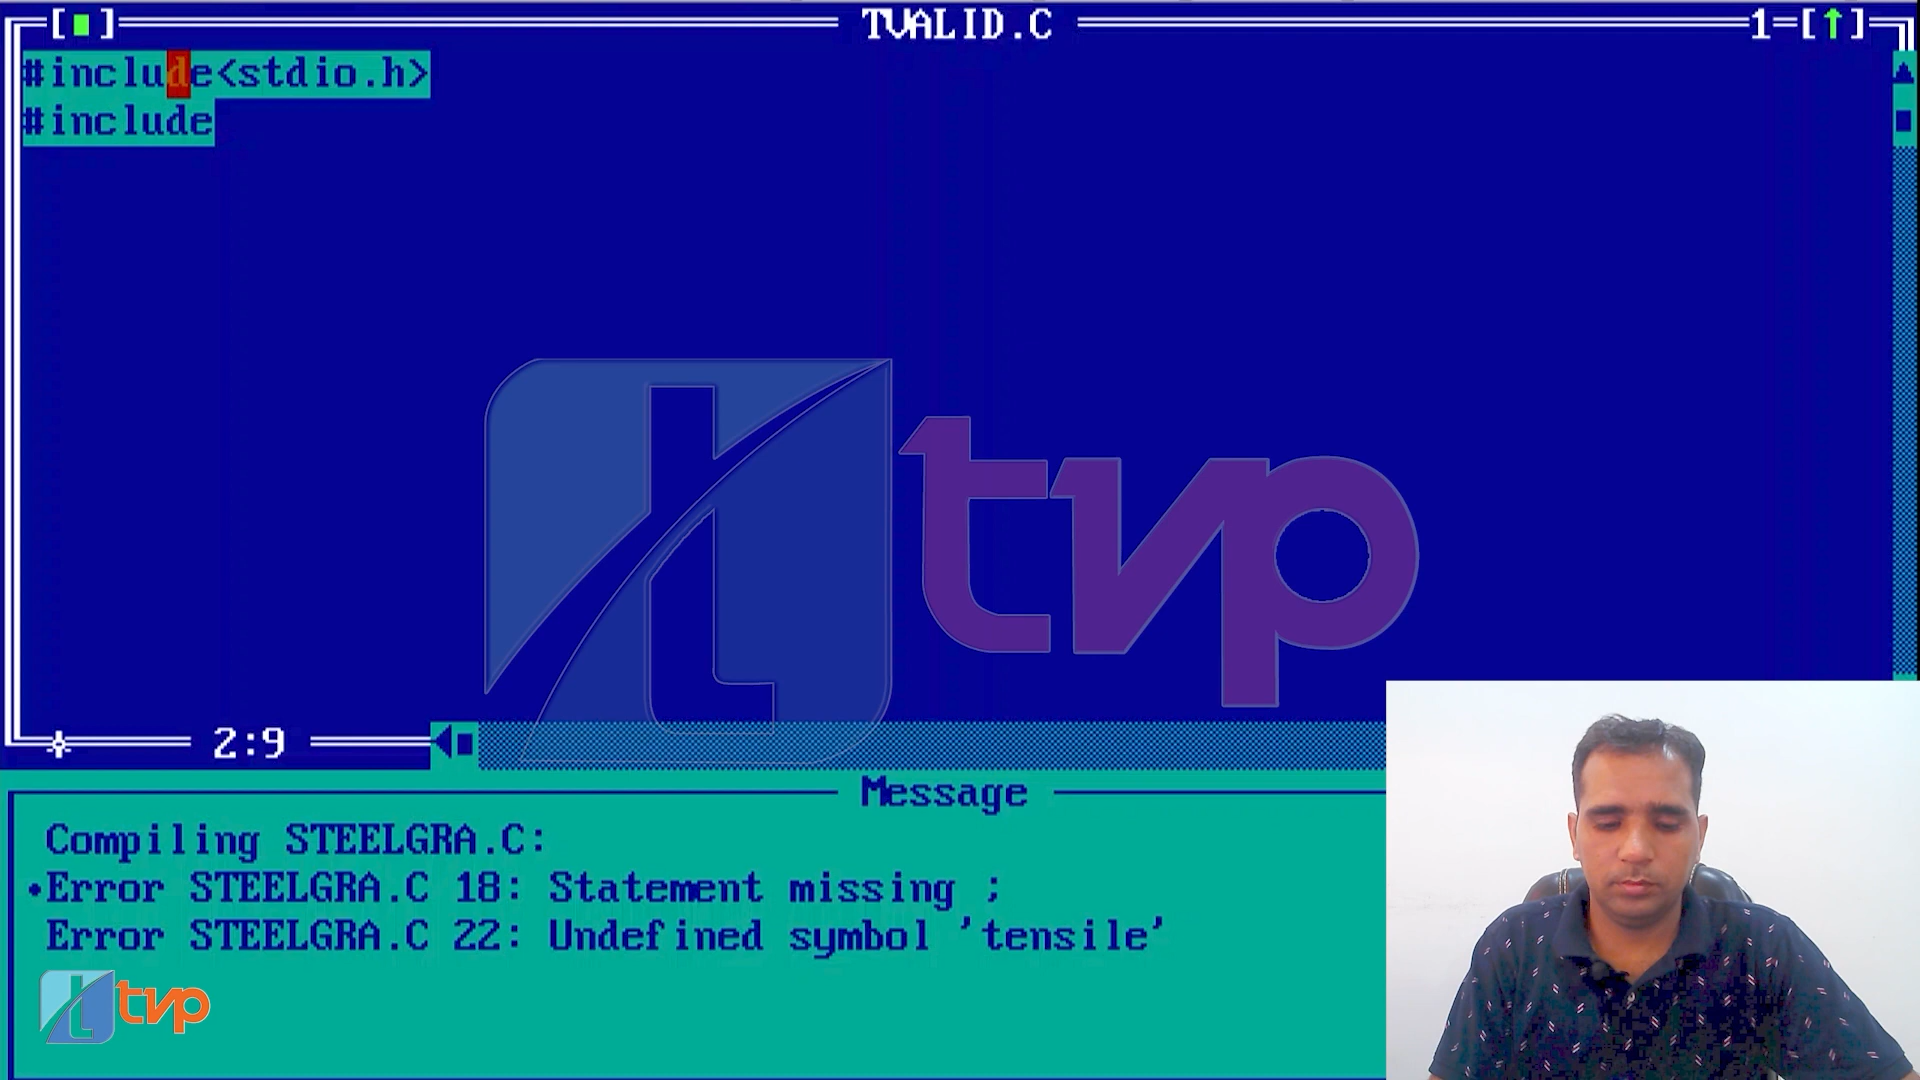 [■] TVALID.C 1=[↑]
#include<stdio.h>
#include
tvp
2:9
Message
Compiling STEELGRA.C:
•Error STEELGRA.C 18: Statement missing ;
Error STEELGRA.C 22: Undefined symbol 'tensile'
tvp